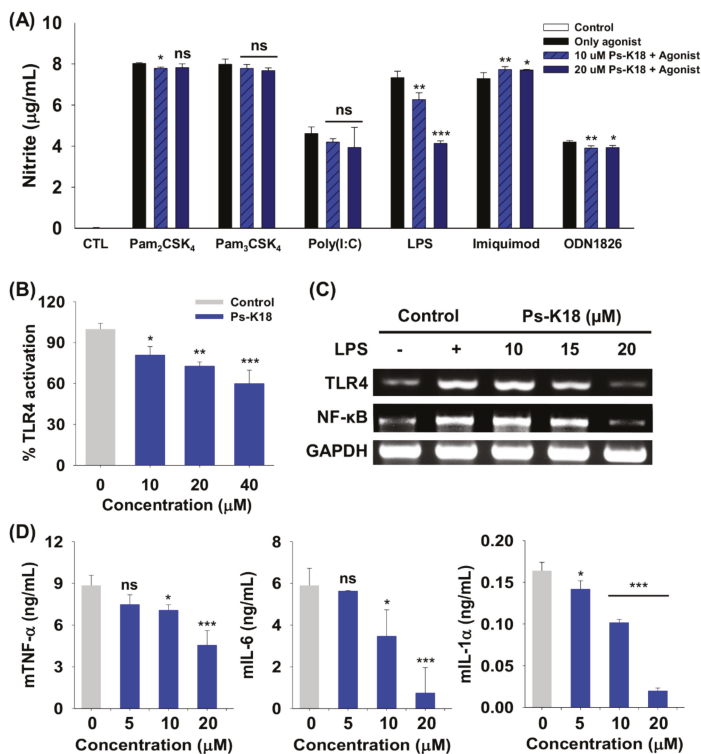 (A)
10
8
6
4
2
0
Nitrite (µg/mL)
Control
Only agonist
10 uM Ps-K18 + Agonist
20 uM Ps-K18 + Agonist
* ns
ns
ns
** ***
** *
** *
CTL Pam₂CSK₄ Pam₃CSK₄ Poly(I:C) LPS Imiquimod ODN1826
(B)
Control
Ps-K18
120
90
60
30
0
% TLR4 activation
* ** ***
0 10 20 40
Concentration (µM)
(C)
Control Ps-K18 (µM)
LPS - + 10 15 20
TLR4
NF-κB
GAPDH
(D)
12
9
6
3
0
mTNF-α (ng/mL)
ns * ***
0 5 10 20
Concentration (µM)
8
6
4
2
0
mIL-6 (ng/mL)
ns * ***
0 5 10 20
Concentration (µM)
0.20
0.15
0.10
0.05
0.00
mIL-1α (ng/mL)
* ***
0 5 10 20
Concentration (µM)